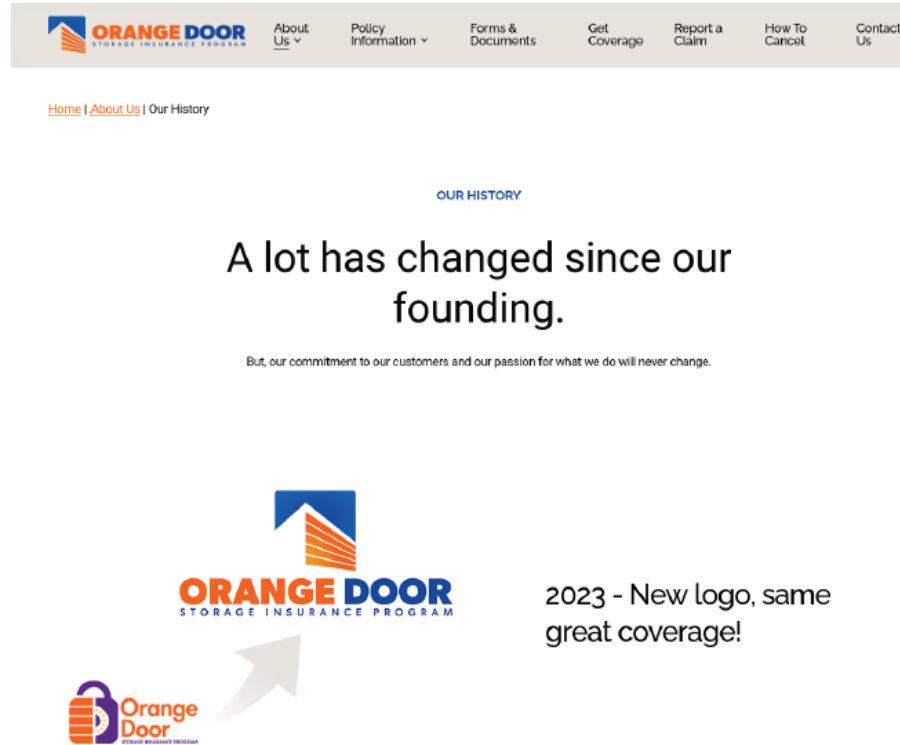 ORANGE DOOR
STORAGE INSURANCE PROGRAM
About
Us
Policy
Information
Forms &
Documents
Get
Coverage
Report a
Claim
How To
Cancel
Contact
Us
Home | About Us | Our History
OUR HISTORY
A lot has changed since our
founding.
But, our commitment to our customers and our passion for what we do will never change.
ORANGE DOOR
STORAGE INSURANCE PROGRAM
2023 - New logo, same
great coverage!
Orange
Door
STORAGE INSURANCE PROGRAM